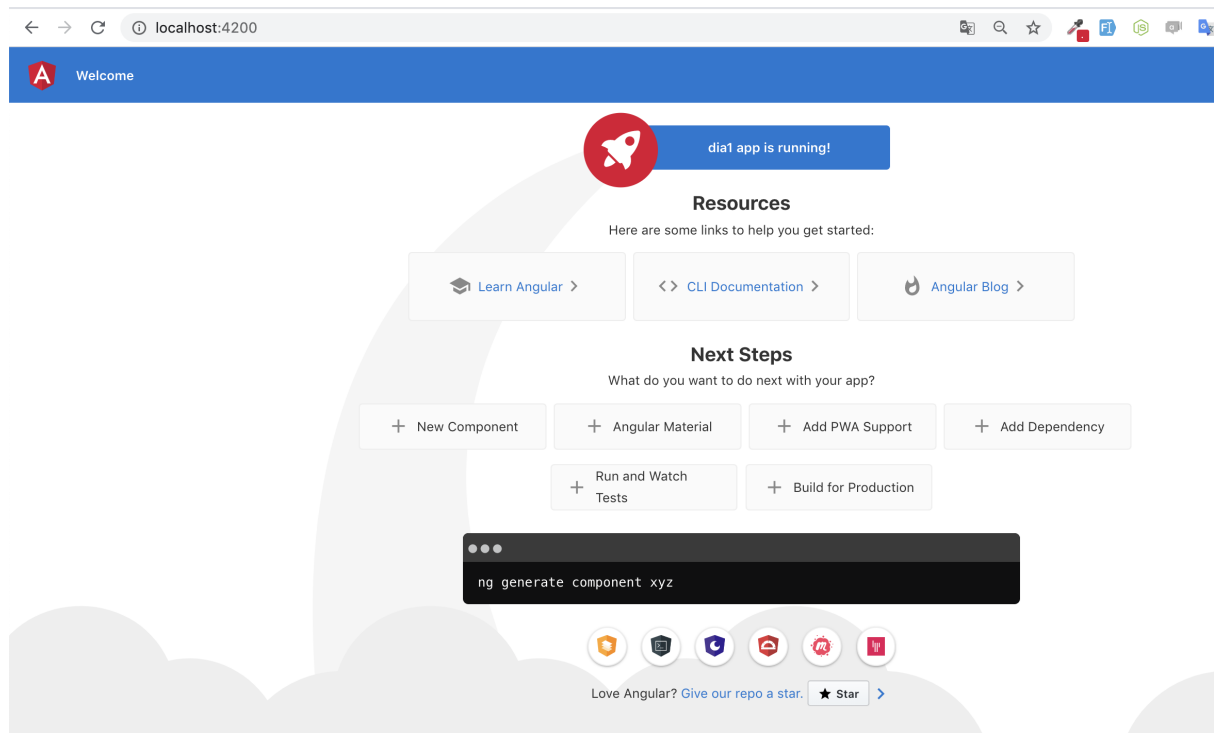 localhost:4200
Welcome
dia1 app is running!
Resources
Here are some links to help you get started:
Learn Angular
CLI Documentation
Angular Blog
Next Steps
What do you want to do next with your app?
New Component
Angular Material
Add PWA Support
Add Dependency
Run and Watch
Tests
Build for Production
ng generate component xyz
Love Angular? Give our repo a star. Star